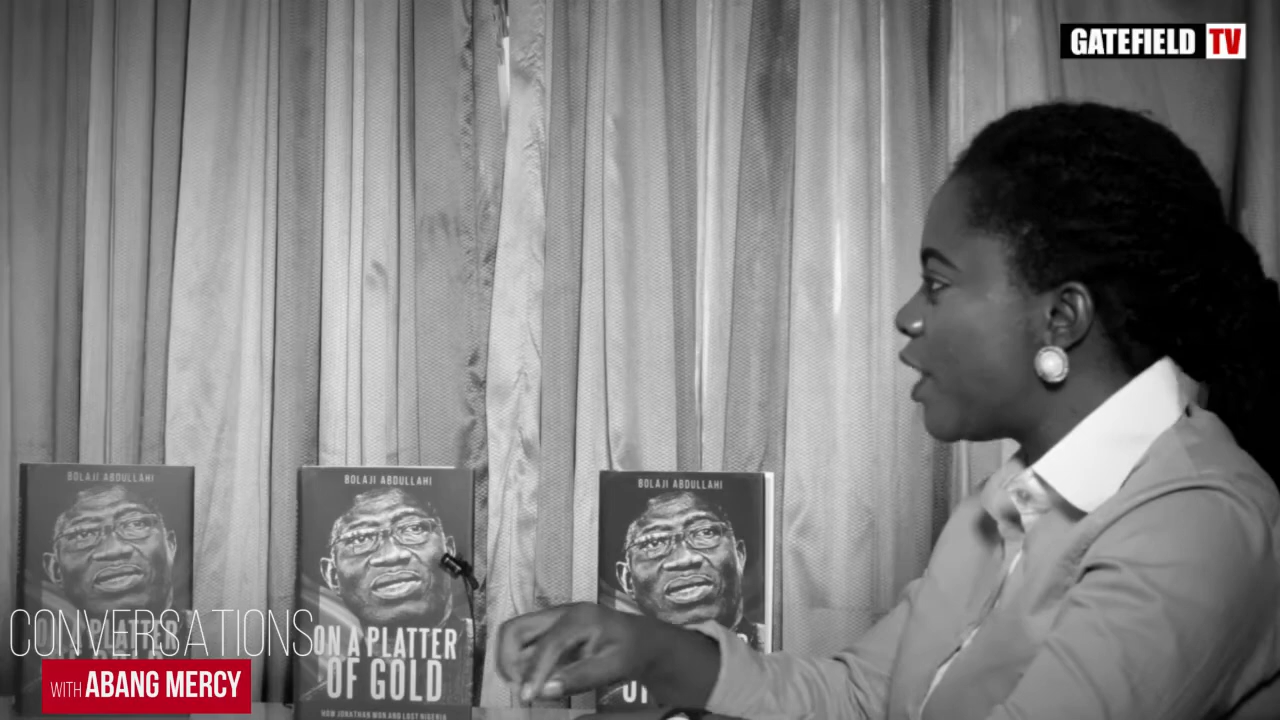 GATEFIELD TV
BOLAJI ABDULLAHI
BOLAJI ABDULLAHI
ON A PLATTER
OF GOLD
HOW JONATHAN WON AND LOST NIGERIA
BOLAJI ABDULLAHI
OF
CONVERSATIONS
WITH ABANG MERCY